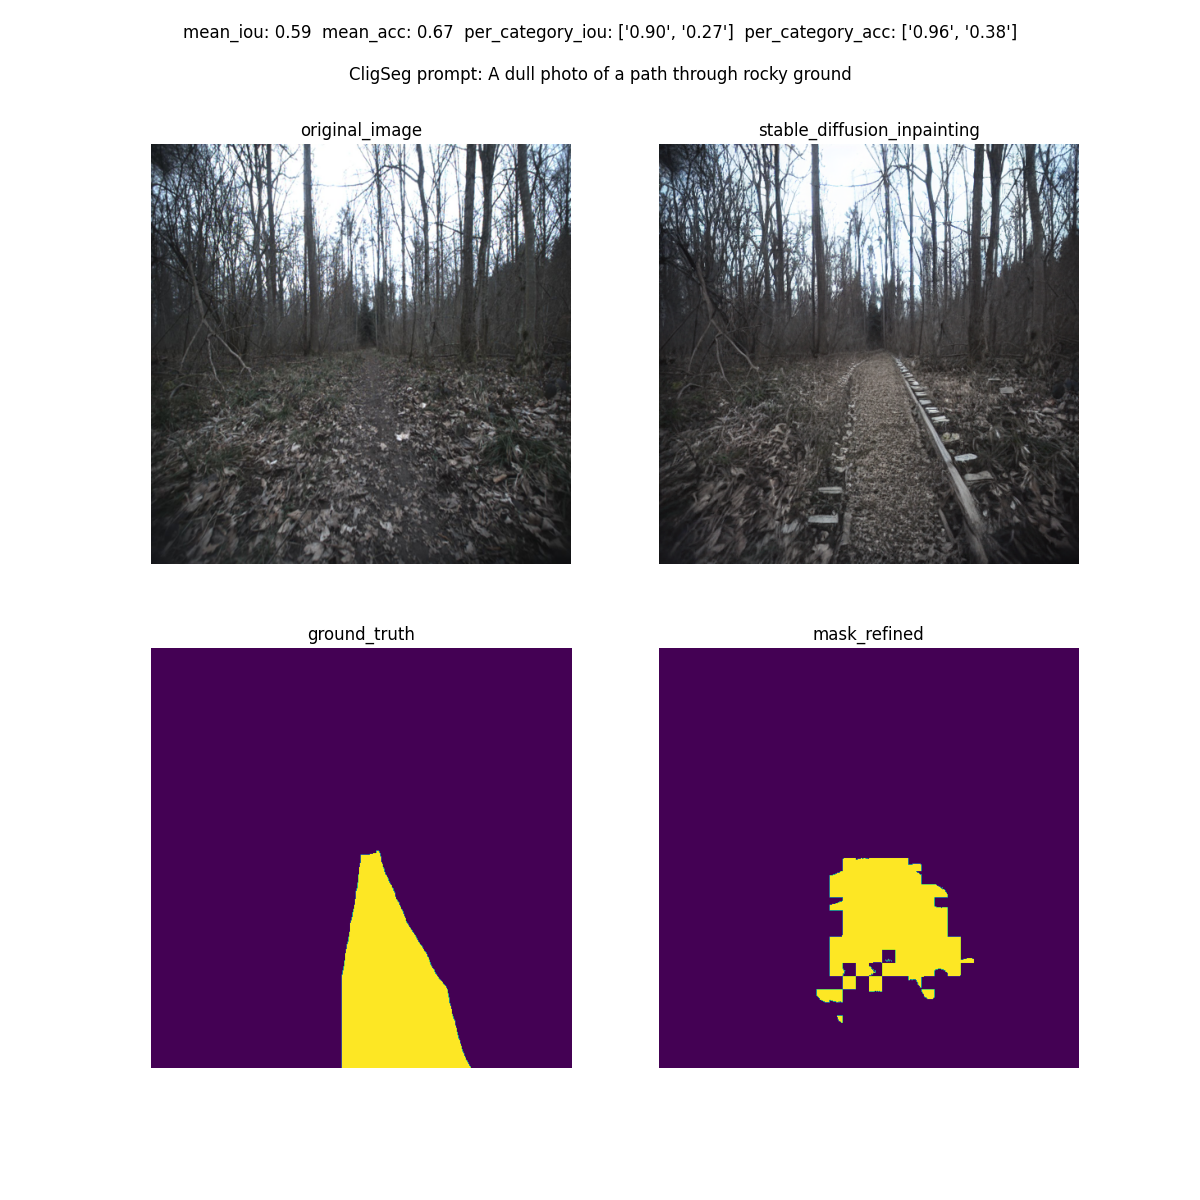 mean_iou: 0.59  mean_acc: 0.67  per_category_iou: ['0.90', '0.27']  per_category_acc: ['0.96', '0.38']
CligSeg prompt: A dull photo of a path through rocky ground
original_image
stable_diffusion_inpainting
ground_truth
mask_refined